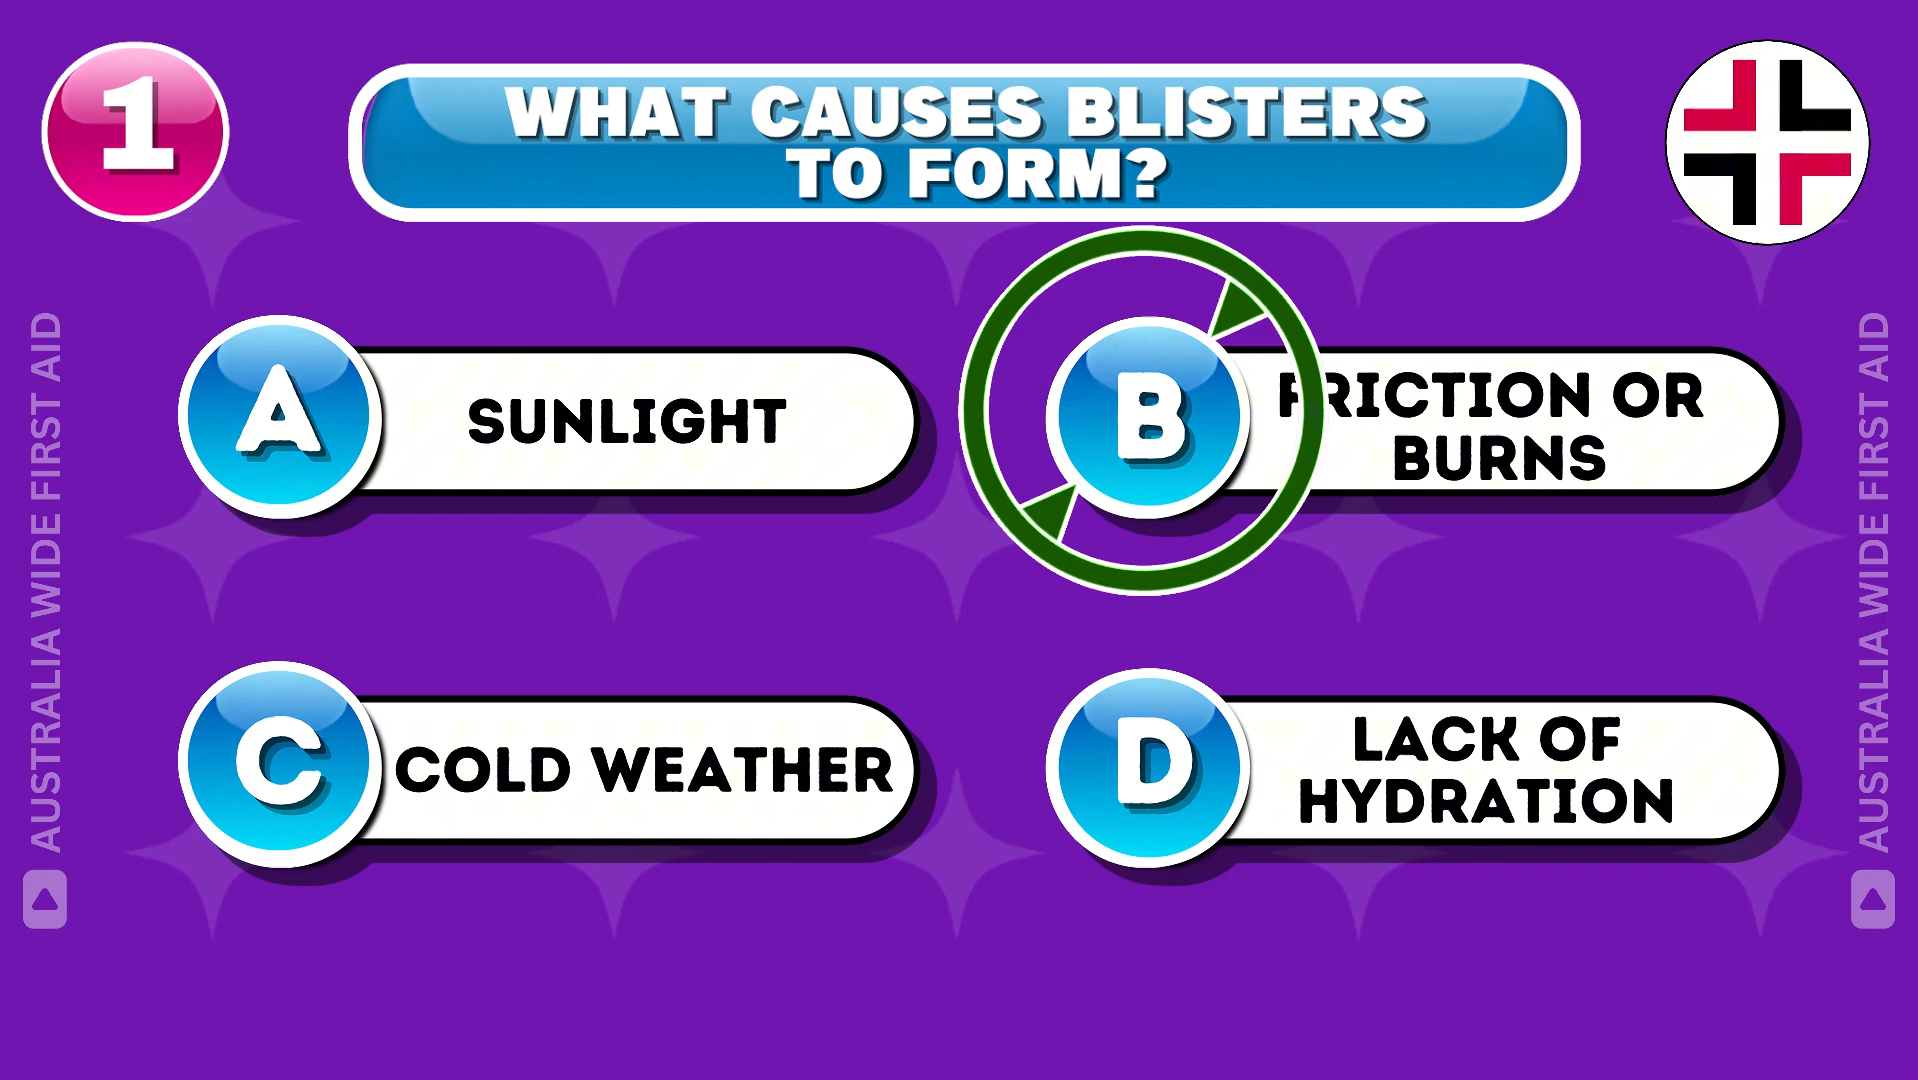 1
WHAT CAUSES BLISTERS
TO FORM?
A
SUNLIGHT
B
FRICTION OR
BURNS
C
COLD WEATHER
D
LACK OF
HYDRATION
AUSTRALIA WIDE FIRST AID
AUSTRALIA WIDE FIRST AID